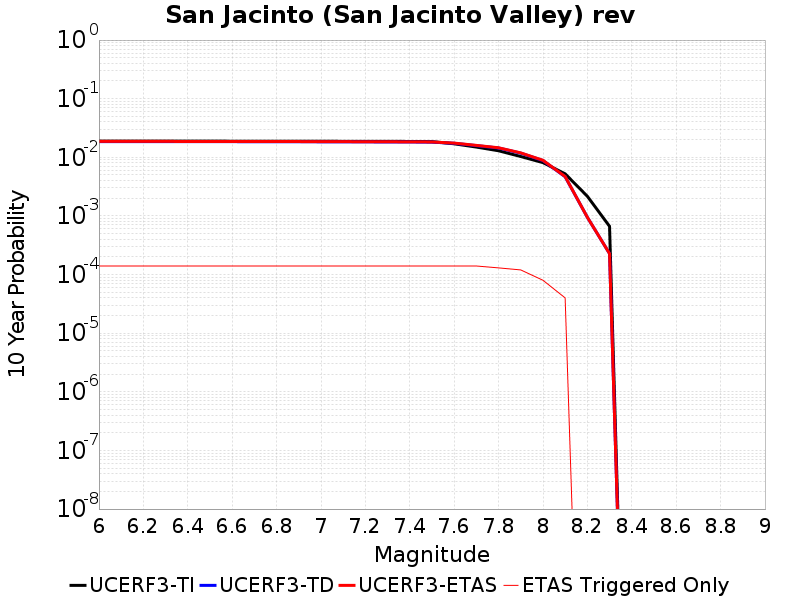 San Jacinto (San Jacinto Valley) rev
10 Year Probability
10^0
10^-1
10^-2
10^-3
10^-4
10^-5
10^-6
10^-7
10^-8
6 6.2 6.4 6.6 6.8 7 7.2 7.4 7.6 7.8 8 8.2 8.4 8.6 8.8 9
Magnitude
UCERF3-TI UCERF3-TD UCERF3-ETAS ETAS Triggered Only